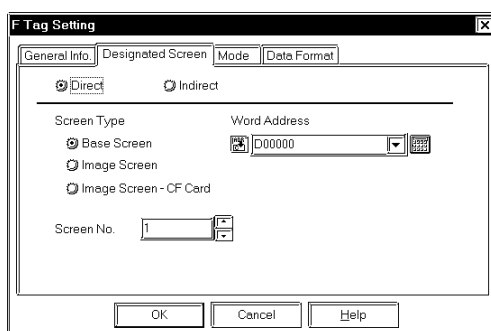 F Tag Setting
General Info. Designated Screen Mode Data Format
Direct Indirect
Screen Type Word Address
Base Screen D00000
Image Screen
Image Screen - CF Card
Screen No. 1
OK Cancel Help